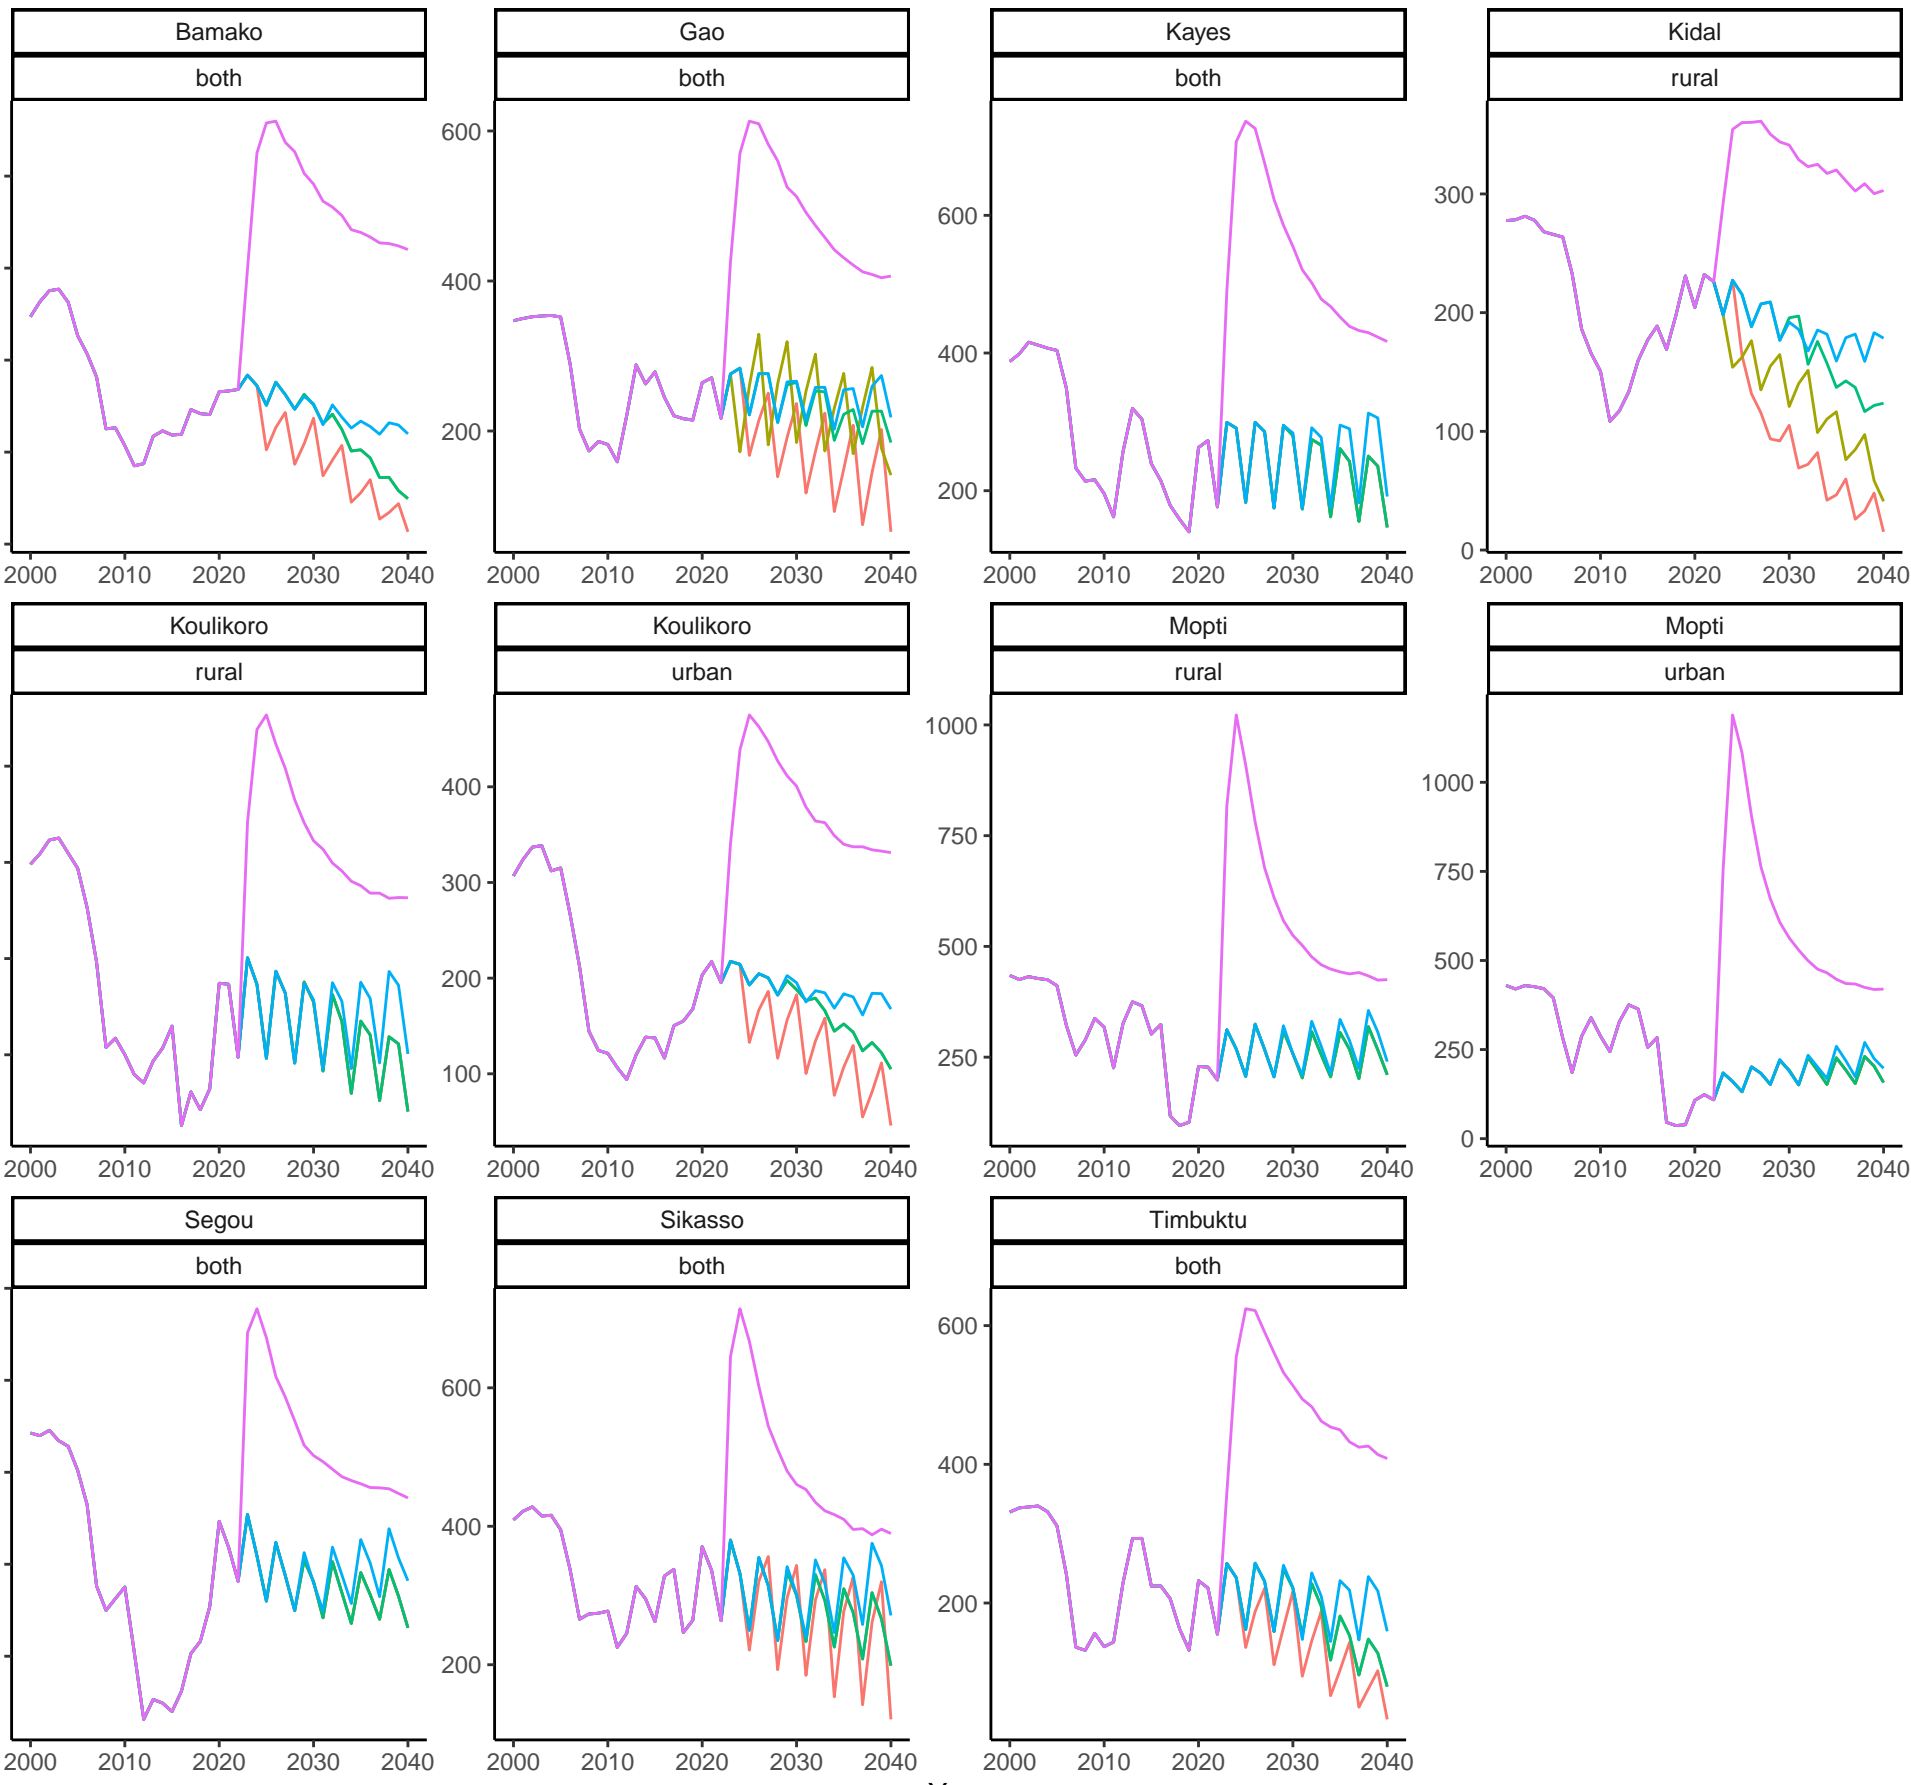 Bamako Gao Kayes Kidal
both both both rural
600 600 300
400 400 200
200 200 100
0
2000 2010 2020 2030 2040 2000 2010 2020 2030 2040 2000 2010 2020 2030 2040 2000 2010 2020 2030 2040
Koulikoro Koulikoro Mopti Mopti
rural urban rural urban
400 1000 1000
300 750 750
200 500 500
100 250 250
0
2000 2010 2020 2030 2040 2000 2010 2020 2030 2040 2000 2010 2020 2030 2040 2000 2010 2020 2030 2040
Segou Sikasso Timbuktu
both both both
600 600
400 400
200 200
2000 2010 2020 2030 2040 2000 2010 2020 2030 2040 2000 2010 2020 2030 2040